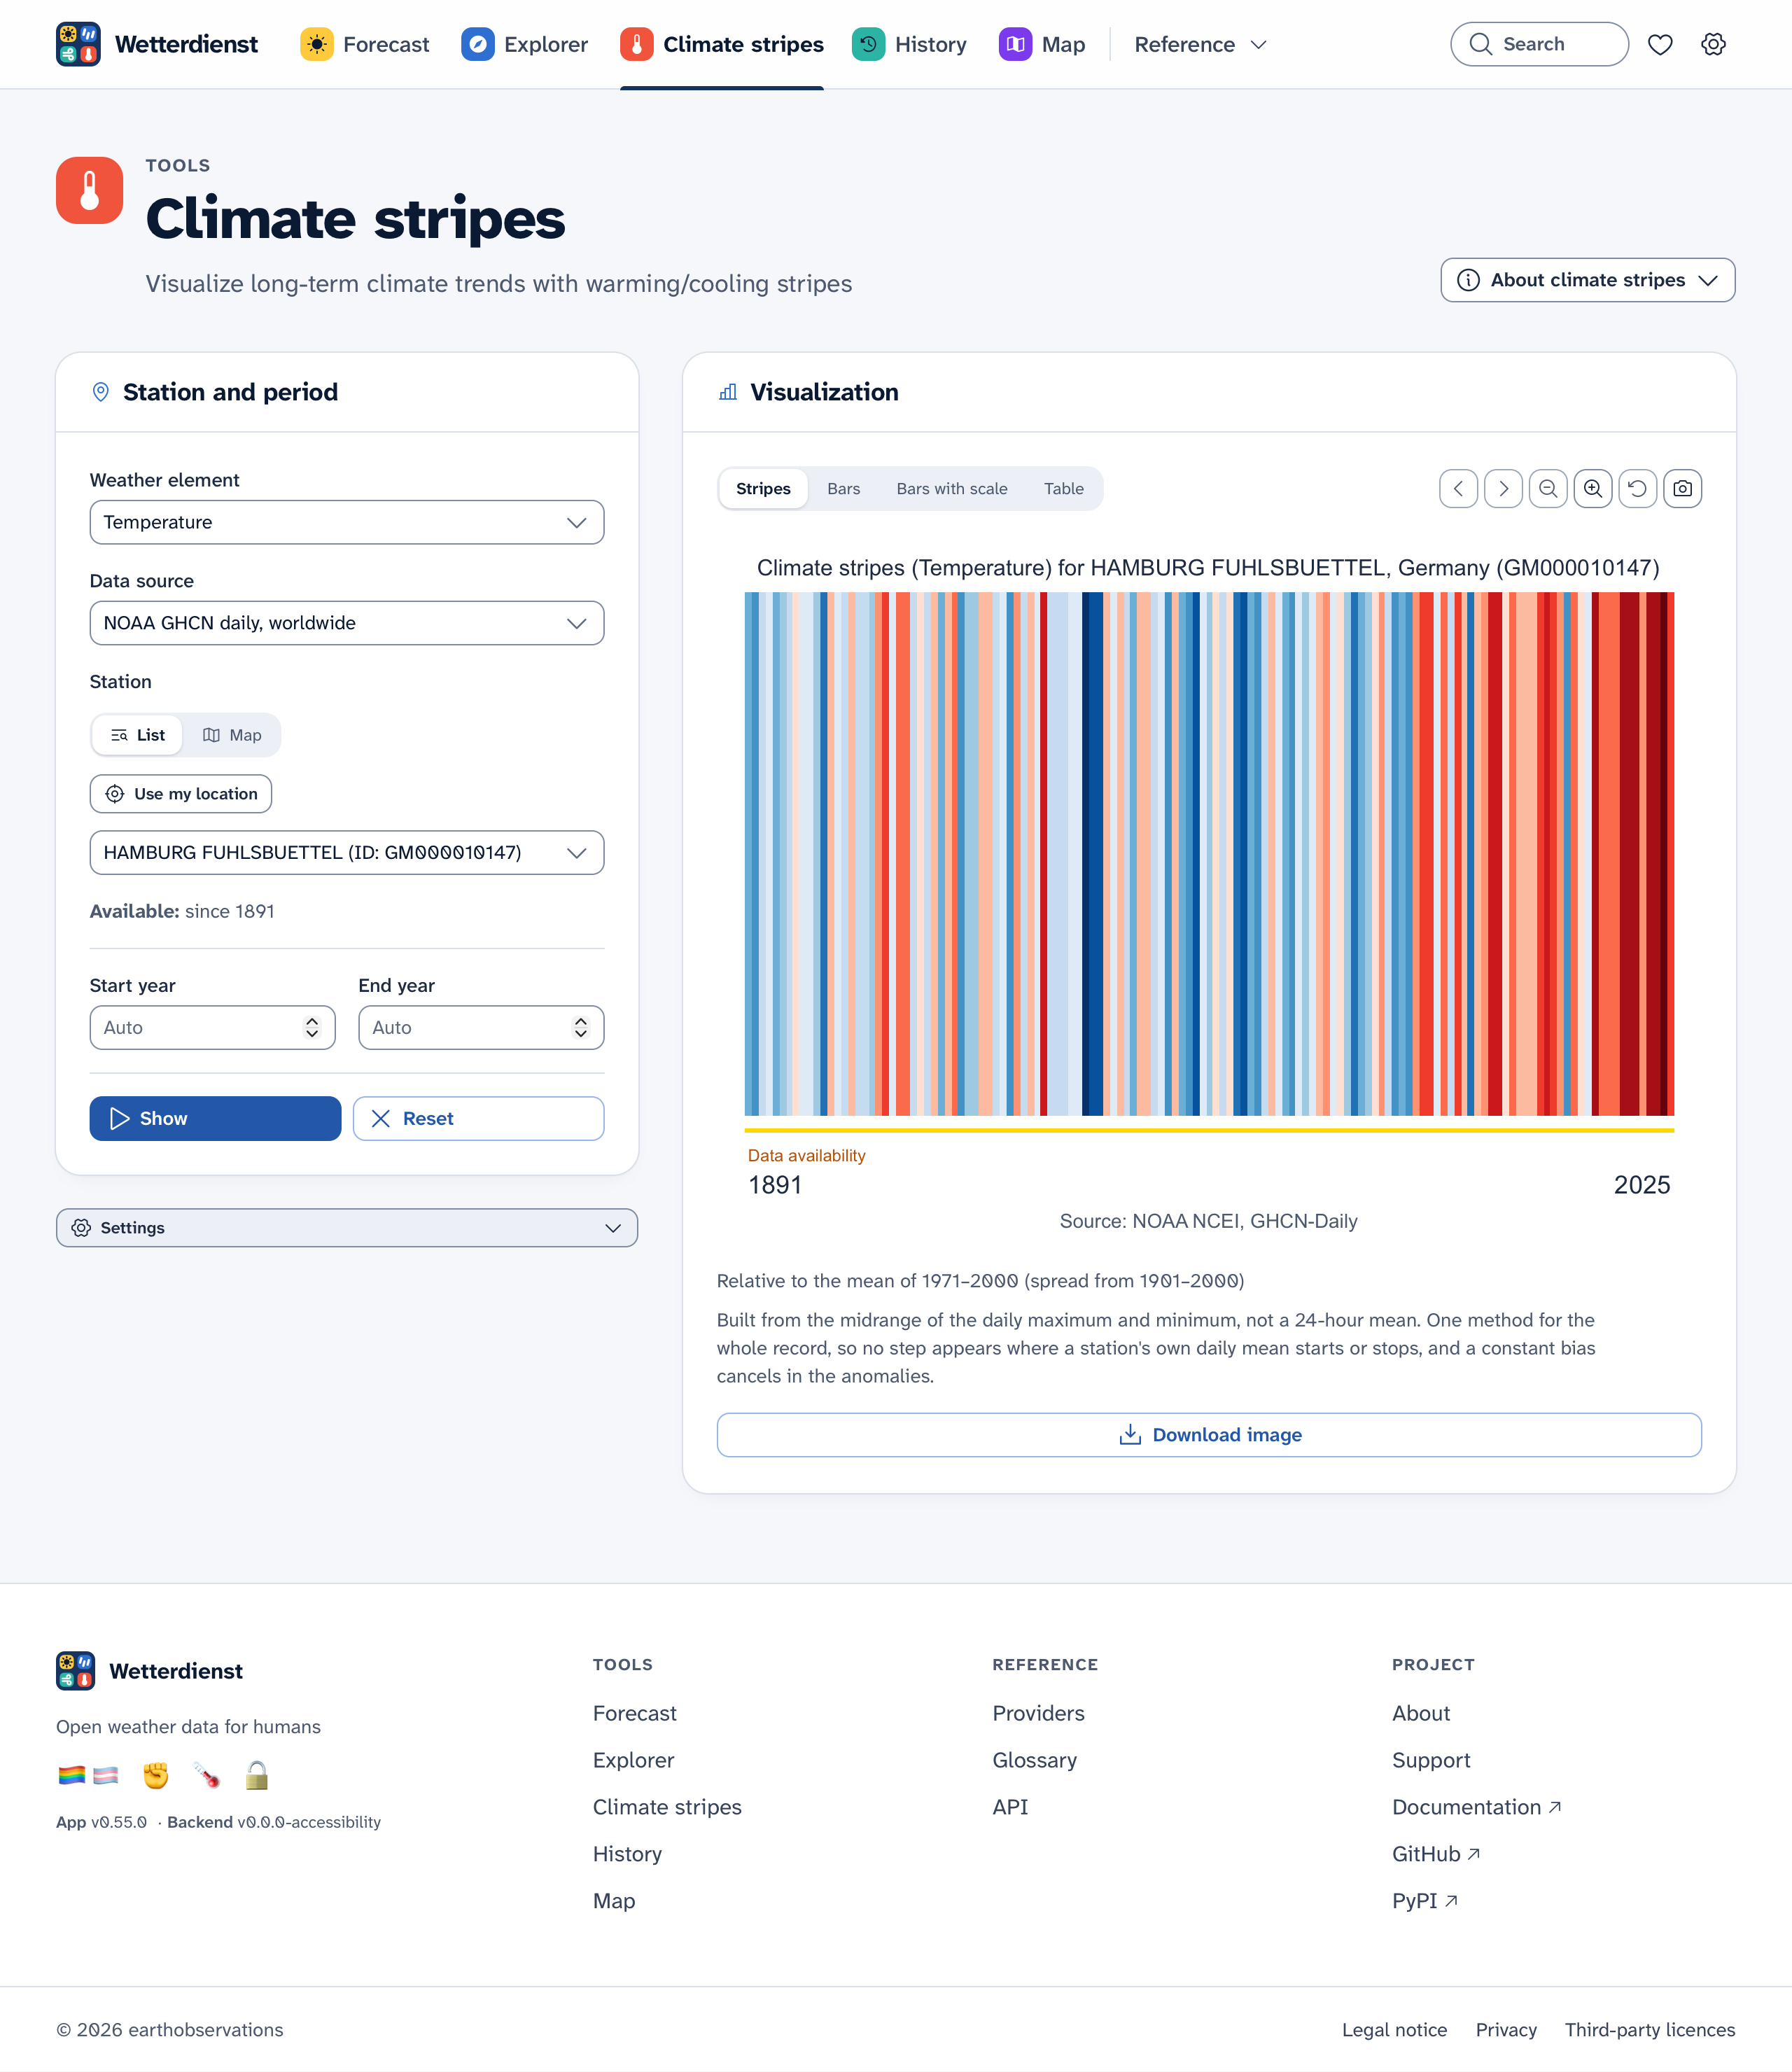 Wetterdienst
Forecast
Explorer
Climate stripes
History
Map
Reference
Search
TOOLS
Climate stripes
Visualize long-term climate trends with warming/cooling stripes
About climate stripes
Station and period
Weather element
Temperature
Data source
NOAA GHCN daily, worldwide
Station
List
Map
Use my location
HAMBURG FUHLSBUETTEL (ID: GM000010147)
Available: since 1891
Start year
End year
Auto
Auto
Show
Reset
Settings
Visualization
Stripes
Bars
Bars with scale
Table
Climate stripes (Temperature) for HAMBURG FUHLSBUETTEL, Germany (GM000010147)
Data availability
1891
2025
Source: NOAA NCEI, GHCN-Daily
Relative to the mean of 1971–2000 (spread from 1901–2000)
Built from the midrange of the daily maximum and minimum, not a 24-hour mean. One method for the
whole record, so no step appears where a station's own daily mean starts or stops, and a constant bias
cancels in the anomalies.
Download image
Wetterdienst
Open weather data for humans
App v0.55.0 · Backend v0.0.0-accessibility
TOOLS
Forecast
Explorer
Climate stripes
History
Map
REFERENCE
Providers
Glossary
API
PROJECT
About
Support
Documentation
GitHub
PyPI
© 2026 earthobservations
Legal notice
Privacy
Third-party licences